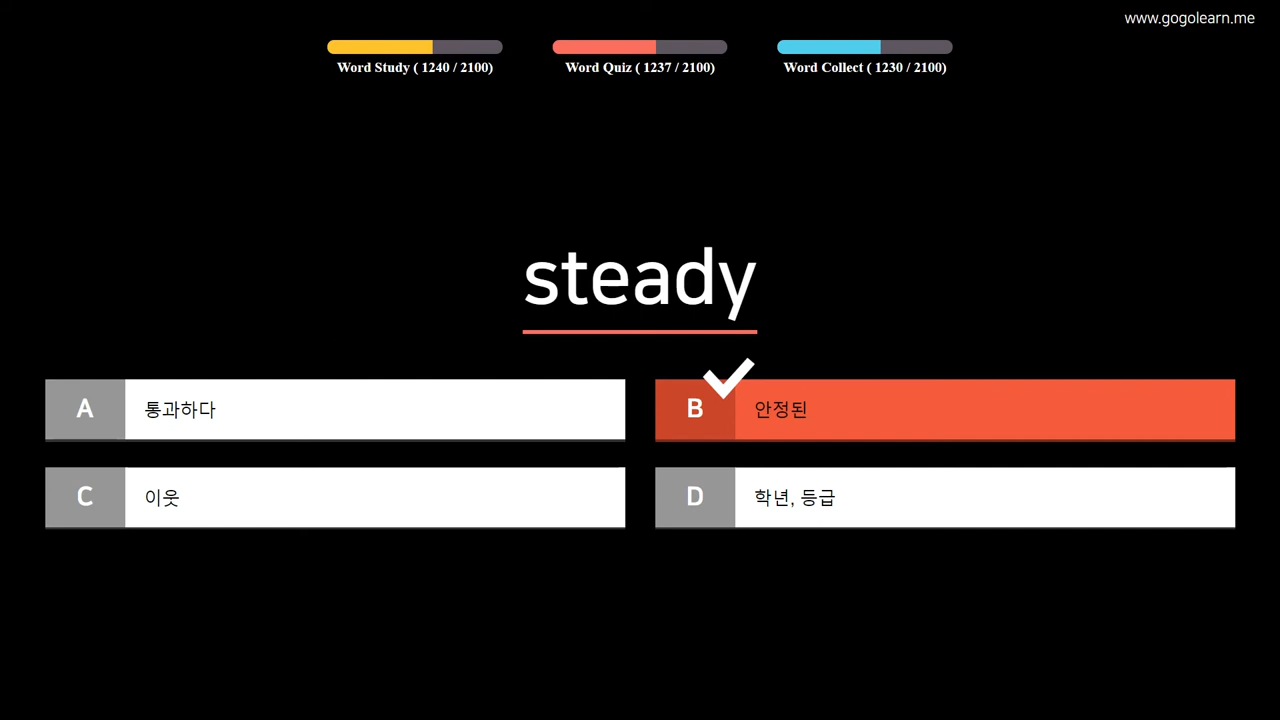 www.gogolearn.me
Word Study ( 1240 / 2100)
Word Quiz ( 1237 / 2100)
Word Collect ( 1230 / 2100)
steady
A 통과하다
B 안정된
C 이웃
D 학년, 등급